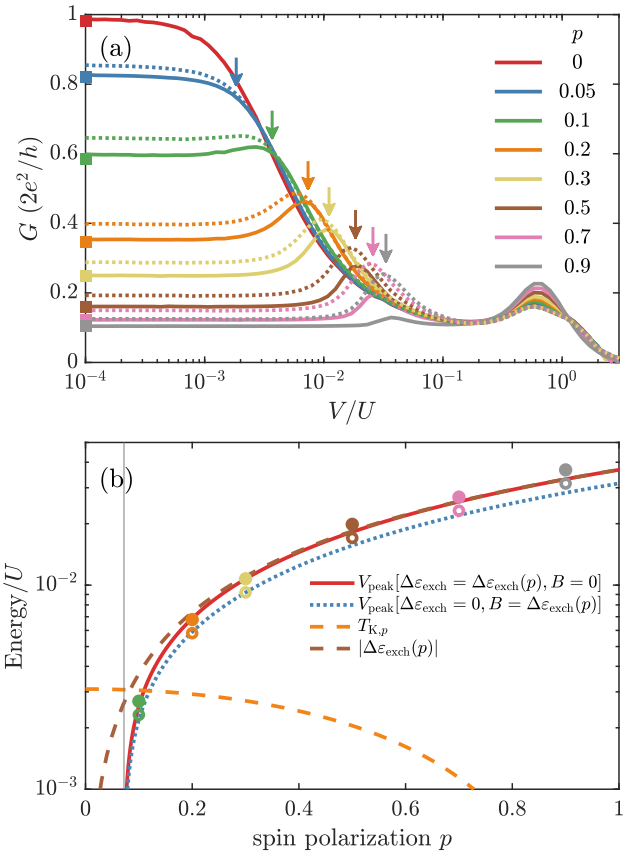 (a)
G (2e²/h)
1
0.8
0.6
0.4
0.2
0
p
0
0.05
0.1
0.2
0.3
0.5
0.7
0.9
10⁻⁴ 10⁻³ 10⁻² 10⁻¹ 10⁰
V/U
(b)
Energy/U
10⁻²
10⁻³
V_peak[Δε_exch = Δε_exch(p), B = 0]
V_peak[Δε_exch = 0, B = Δε_exch(p)]
T_K,p
|Δε_exch(p)|
0 0.2 0.4 0.6 0.8 1
spin polarization p